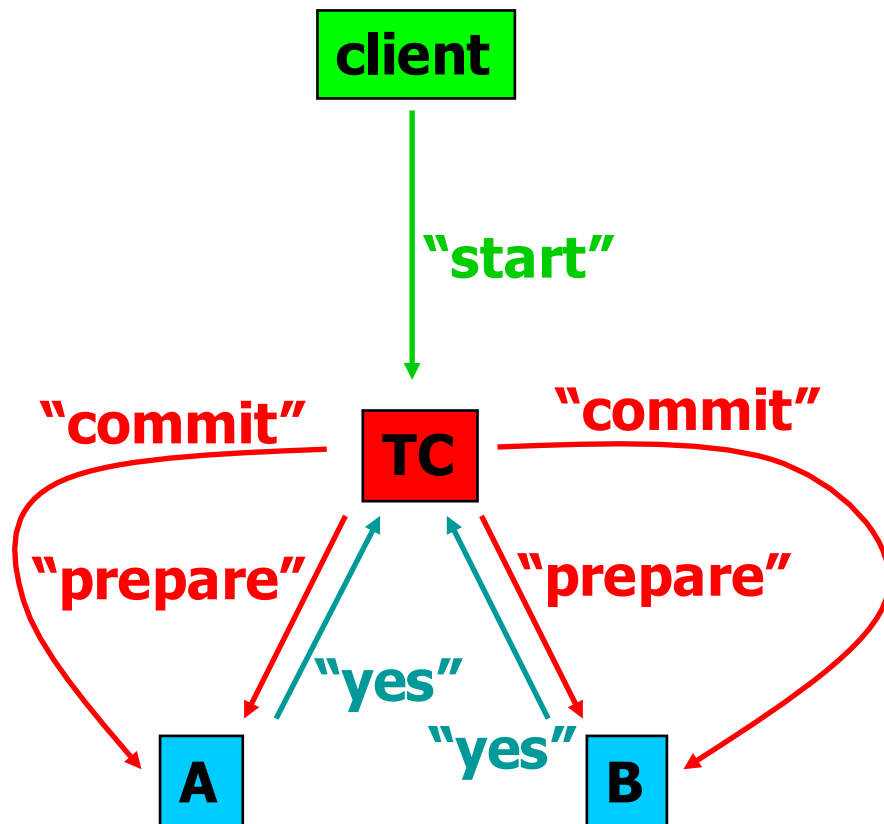 client
“start”
“commit”
“commit”
TC
“prepare”
“prepare”
“yes”
“yes”
A
B